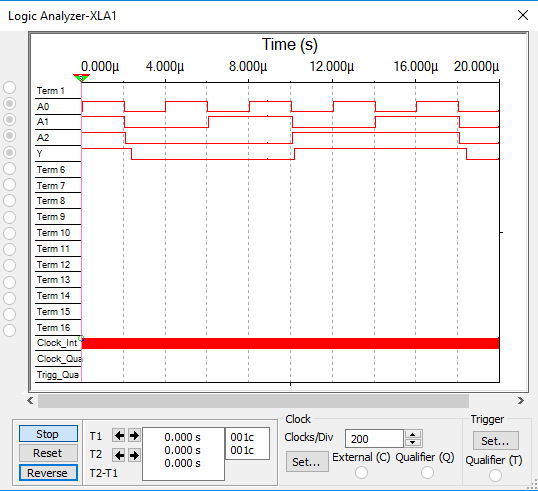 Logic Analyzer-XLA1
Time (s)
0.000μ 4.000μ 8.000μ 12.000μ 16.000μ 20.000μ
Term 1
A0
A1
A2
Y
Term 6
Term 7
Term 8
Term 9
Term 10
Term 11
Term 12
Term 13
Term 14
Term 15
Term 16
Clock_Int
Clock_Qua
Trigg_Qua
Stop
Reset
Reverse
T1
T2
T2-T1
0.000 s 001c
0.000 s 001c
0.000 s
Clock
Clocks/Div 200
Set...
External (C) Qualifier (Q)
Trigger
Set...
Qualifier (T)